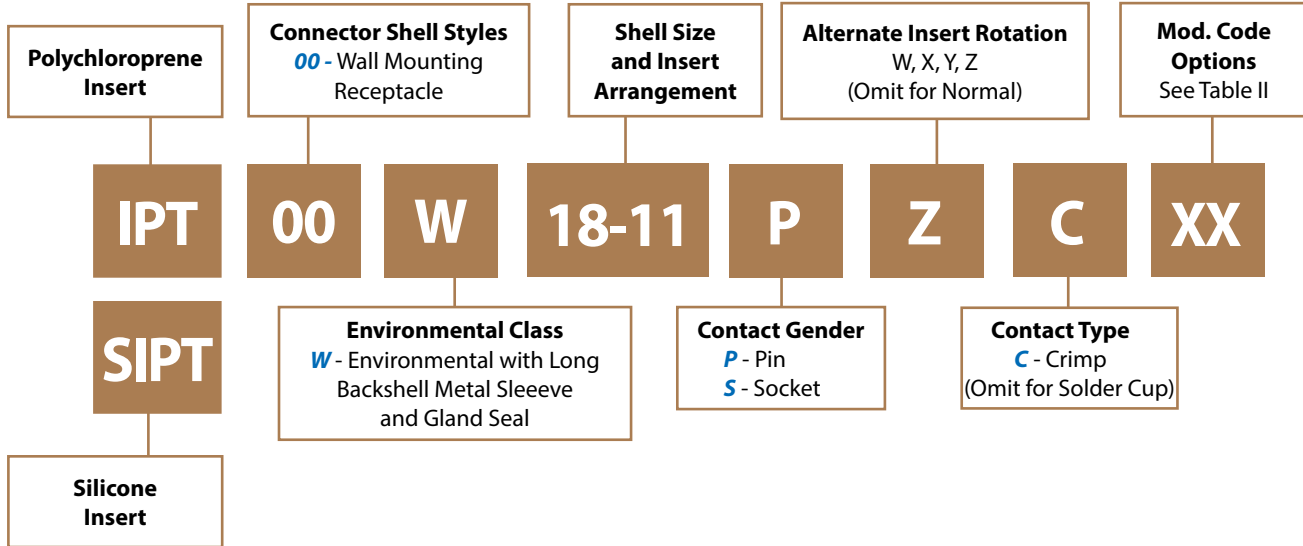 Polychloroprene
Insert
Connector Shell Styles
00 - Wall Mounting
Receptacle
Shell Size
and Insert
Arrangement
Alternate Insert Rotation
W, X, Y, Z
(Omit for Normal)
Mod. Code
Options
See Table II
IPT
00
W
18-11
P
Z
C
XX
SIPT
Environmental Class
W - Environmental with Long
Backshell Metal Sleeeve
and Gland Seal
Contact Gender
P - Pin
S - Socket
Contact Type
C - Crimp
(Omit for Solder Cup)
Silicone
Insert